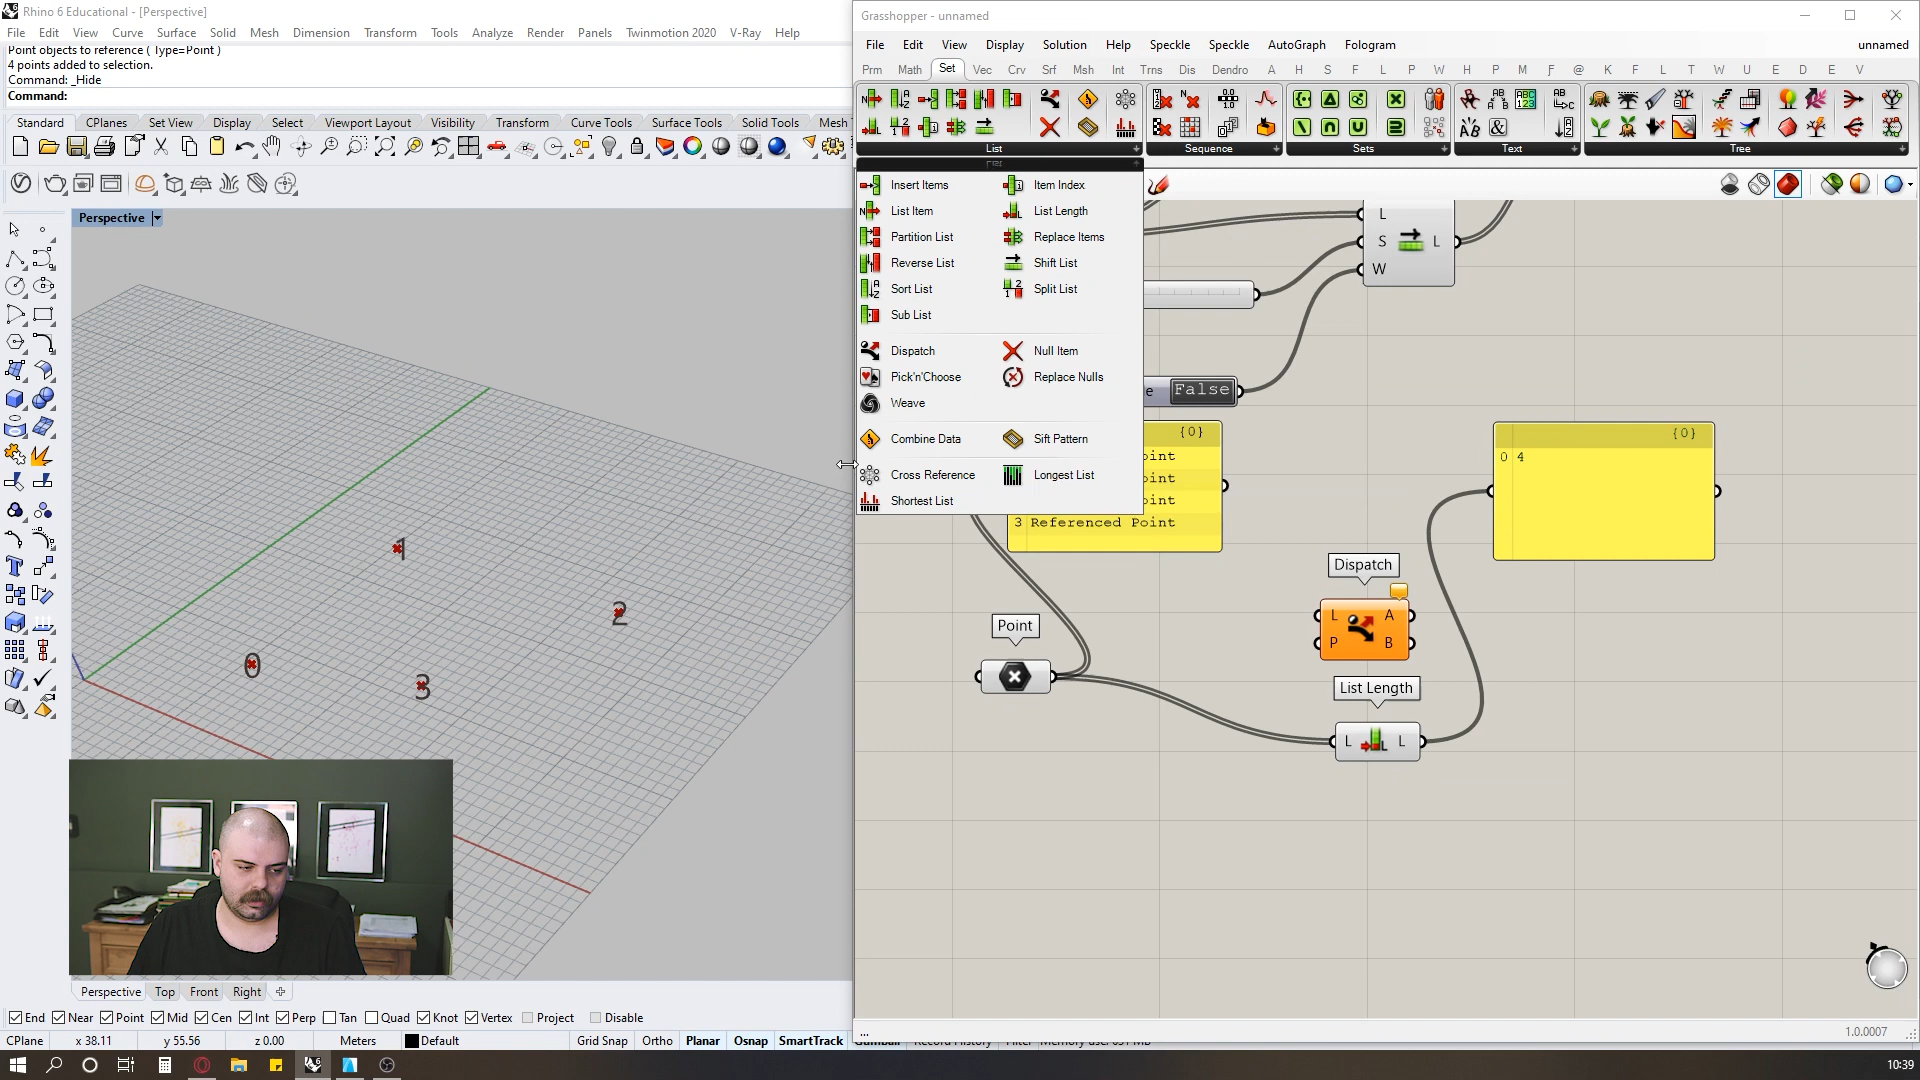 Rhino 6 Educational - [Perspective]
File Edit View Curve Surface Solid Mesh Dimension Transform Tools Analyze Render Panels Twinmotion 2020 V-Ray Help
Point objects to reference ( Type=Point )
4 points added to selection.
Command: _Hide
Command:
Standard CPlanes Set View Display Select Viewport Layout Visibility Transform Curve Tools Surface Tools Solid Tools Mesh
Perspective
1
2
0
3
Perspective Top Front Right
End Near Point Mid Cen Int Perp Tan Quad Knot Vertex Project Disable
CPlane x 38.11 y 55.56 z 0.00 Meters Default Grid Snap Ortho Planar Osnap SmartTrack
Grasshopper - unnamed
File Edit View Display Solution Help Speckle Speckle AutoGraph Fologram unnamed
Prm Math Set Vec Crv Srf Msh Int Trns Dis Dendro A H S F L P W H P M F @ K F L T W U E D E V
List Sequence Sets Text Tree
Insert Items Item Index
List Item List Length
Partition List Replace Items
Reverse List Shift List
Sort List Split List
Sub List
Dispatch Null Item
Pick'n'Choose Replace Nulls
Weave
Combine Data Sift Pattern
Cross Reference Longest List
Shortest List
L
S L
W
e False
{0}
oint
oint
oint
3 Referenced Point
{0}
0 4
Dispatch
L A
P B
Point
List Length
L L
...
1.0.0007
10:39